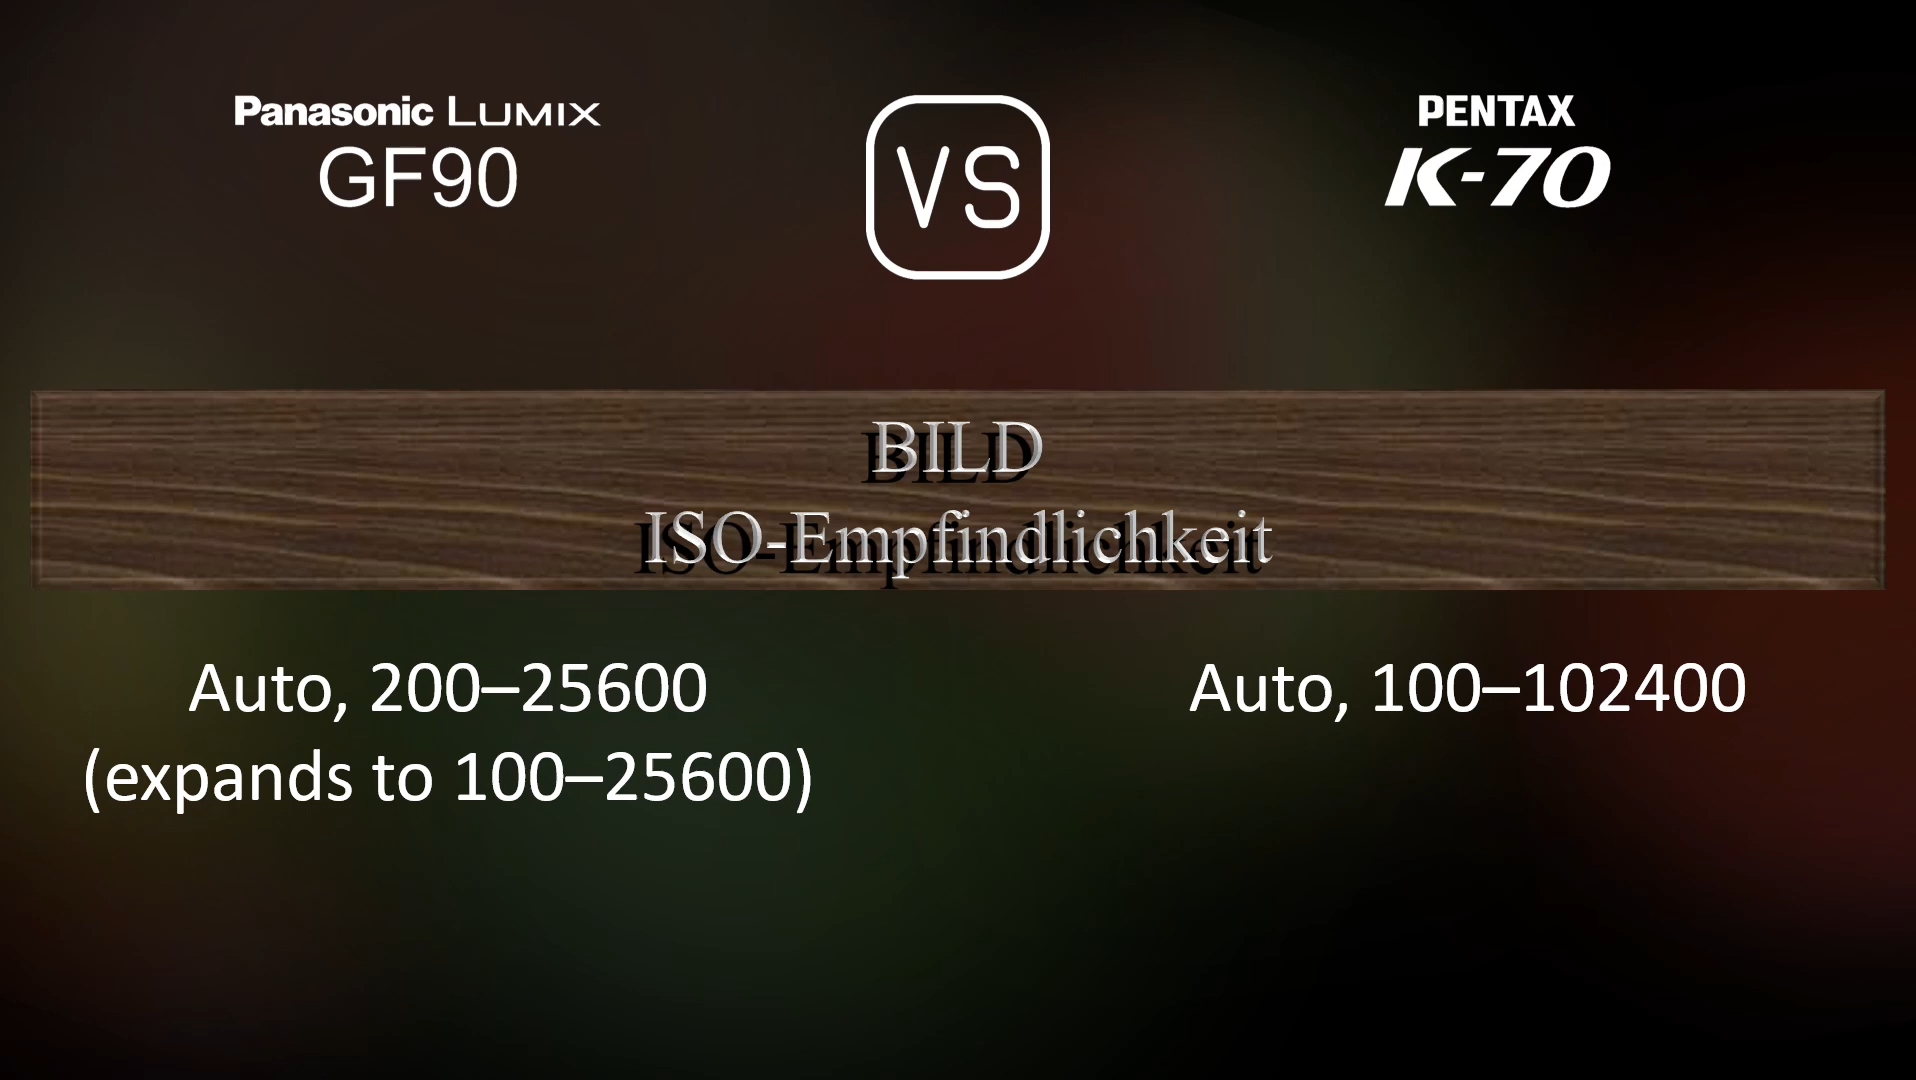 Panasonic LUMIX
GF90
VS
PENTAX
K-70
BILD
ISO-Empfindlichkeit
Auto, 200–25600
(expands to 100–25600)
Auto, 100–102400